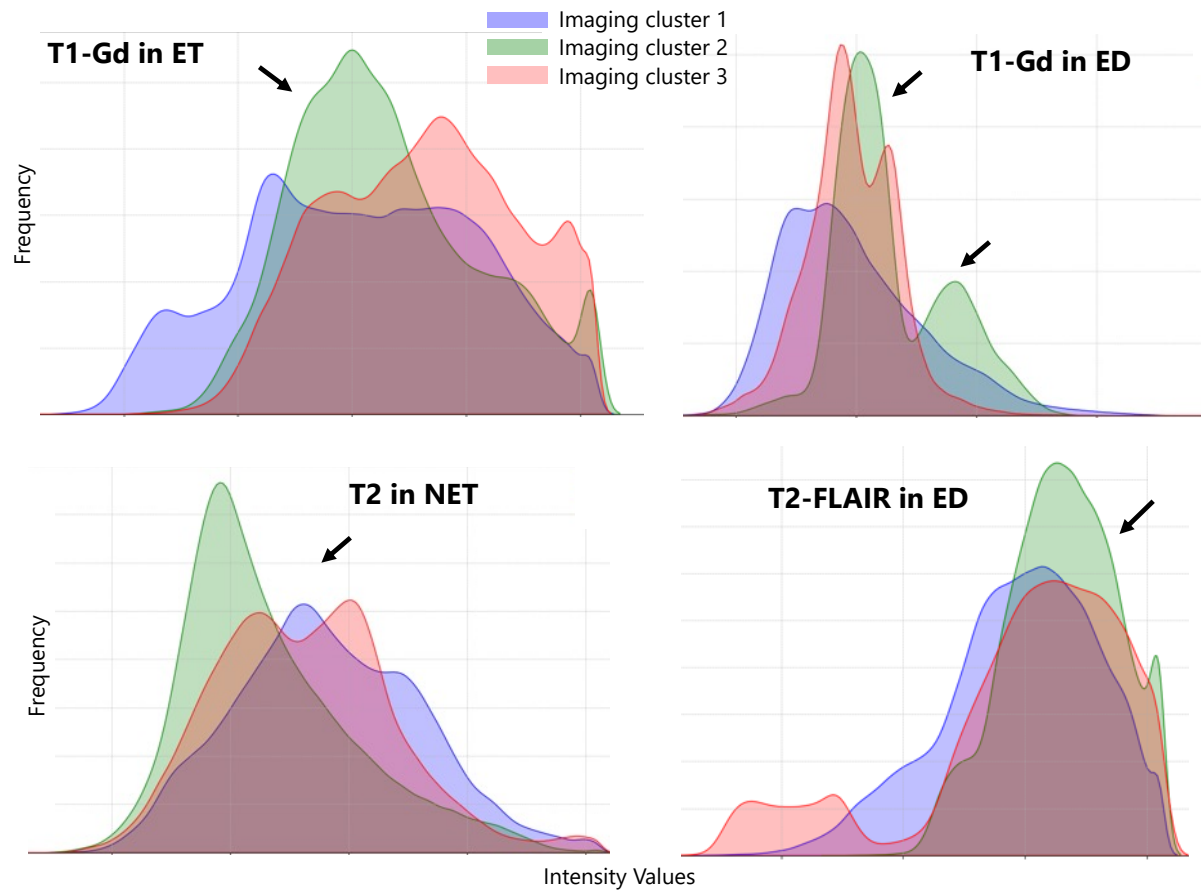 Imaging cluster 1
Imaging cluster 2
Imaging cluster 3
T1-Gd in ET
T1-Gd in ED
Frequency
T2 in NET
T2-FLAIR in ED
Frequency
Intensity Values